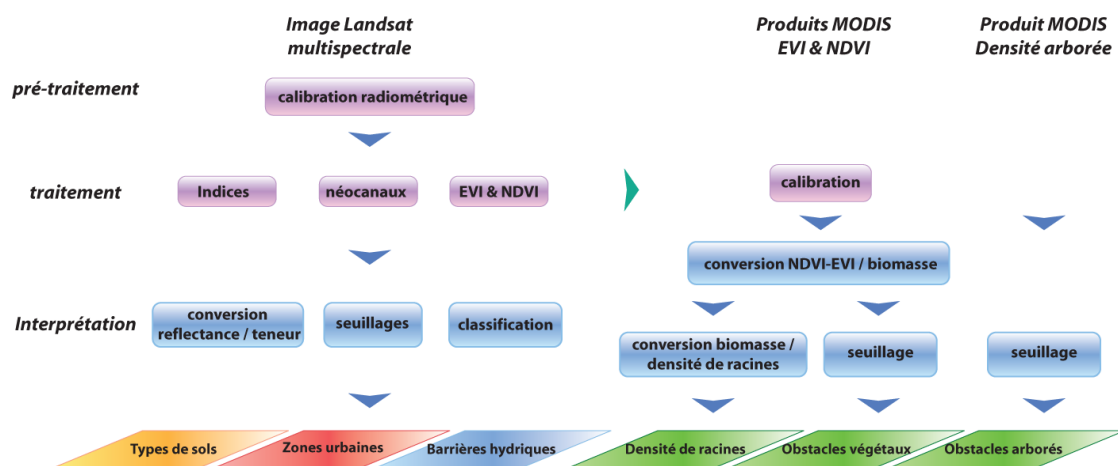 Image Landsat
multispectrale
Produits MODIS
EVI & NDVI
Produit MODIS
Densité arborée
pré-traitement
calibration radiométrique
traitement
Indices
néocanaux
EVI & NDVI
calibration
conversion NDVI-EVI / biomasse
Interprétation
conversion
reflectance / teneur
seuillages
classification
conversion biomasse /
densité de racines
seuillage
seuillage
Types de sols
Zones urbaines
Barrières hydriques
Densité de racines
Obstacles végétaux
Obstacles arborés